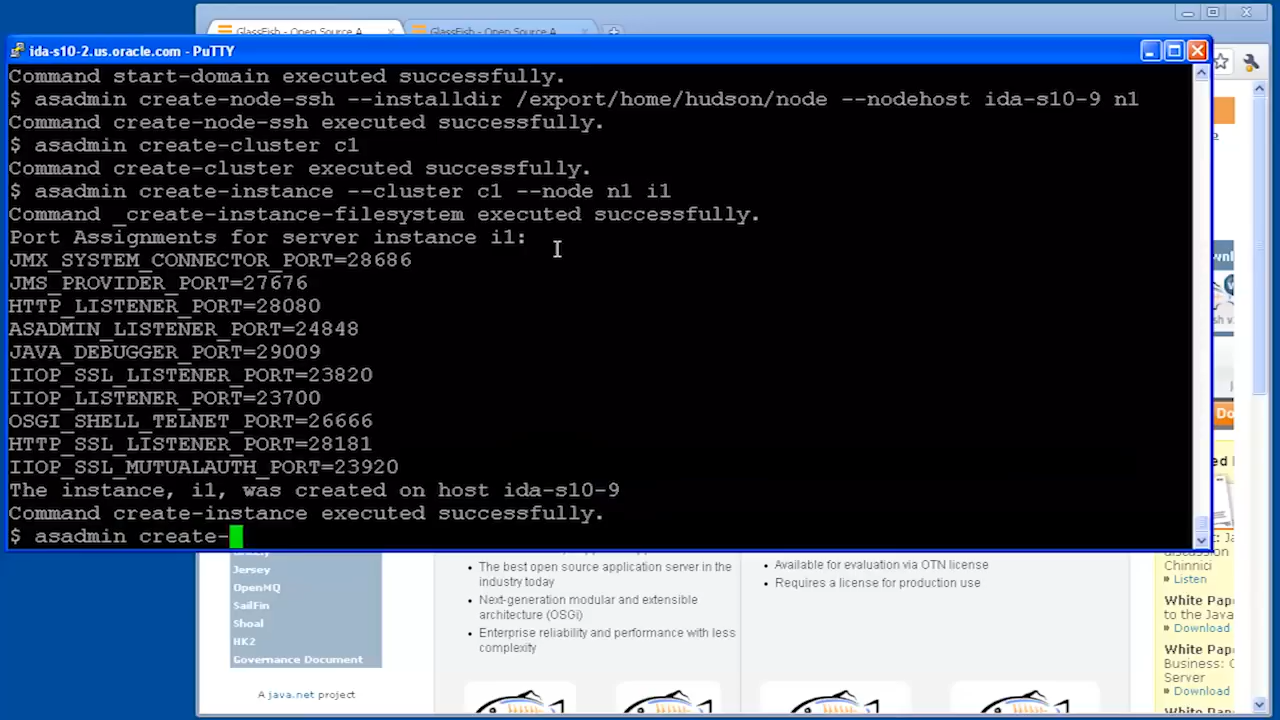 GlassFish - Open Source A
GlassFish - Open Source A
ida-s10-2.us.oracle.com - PuTTY
Command start-domain executed successfully.
$ asadmin create-node-ssh --installdir /export/home/hudson/node --nodehost ida-s10-9 n1
Command create-node-ssh executed successfully.
$ asadmin create-cluster c1
Command create-cluster executed successfully.
$ asadmin create-instance --cluster c1 --node n1 i1
Command _create-instance-filesystem executed successfully.
Port Assignments for server instance i1:
JMX_SYSTEM_CONNECTOR_PORT=28686
JMS_PROVIDER_PORT=27676
HTTP_LISTENER_PORT=28080
ASADMIN_LISTENER_PORT=24848
JAVA_DEBUGGER_PORT=29009
IIOP_SSL_LISTENER_PORT=23820
IIOP_LISTENER_PORT=23700
OSGI_SHELL_TELNET_PORT=26666
HTTP_SSL_LISTENER_PORT=28181
IIOP_SSL_MUTUALAUTH_PORT=23920
The instance, i1, was created on host ida-s10-9
Command create-instance executed successfully.
$ asadmin create-
Jersey
OpenMQ
SailFin
Shoal
HK2
Governance Document
A java.net project
The best open source application server in the
industry today
Next-generation modular and extensible
architecture (OSGi)
Enterprise reliability and performance with less
complexity
Available for evaluation via OTN license
Requires a license for production use
discussion
Chinnici
Listen
White Pape
to the Java
Download
White Pape
Business: G
Server
Download